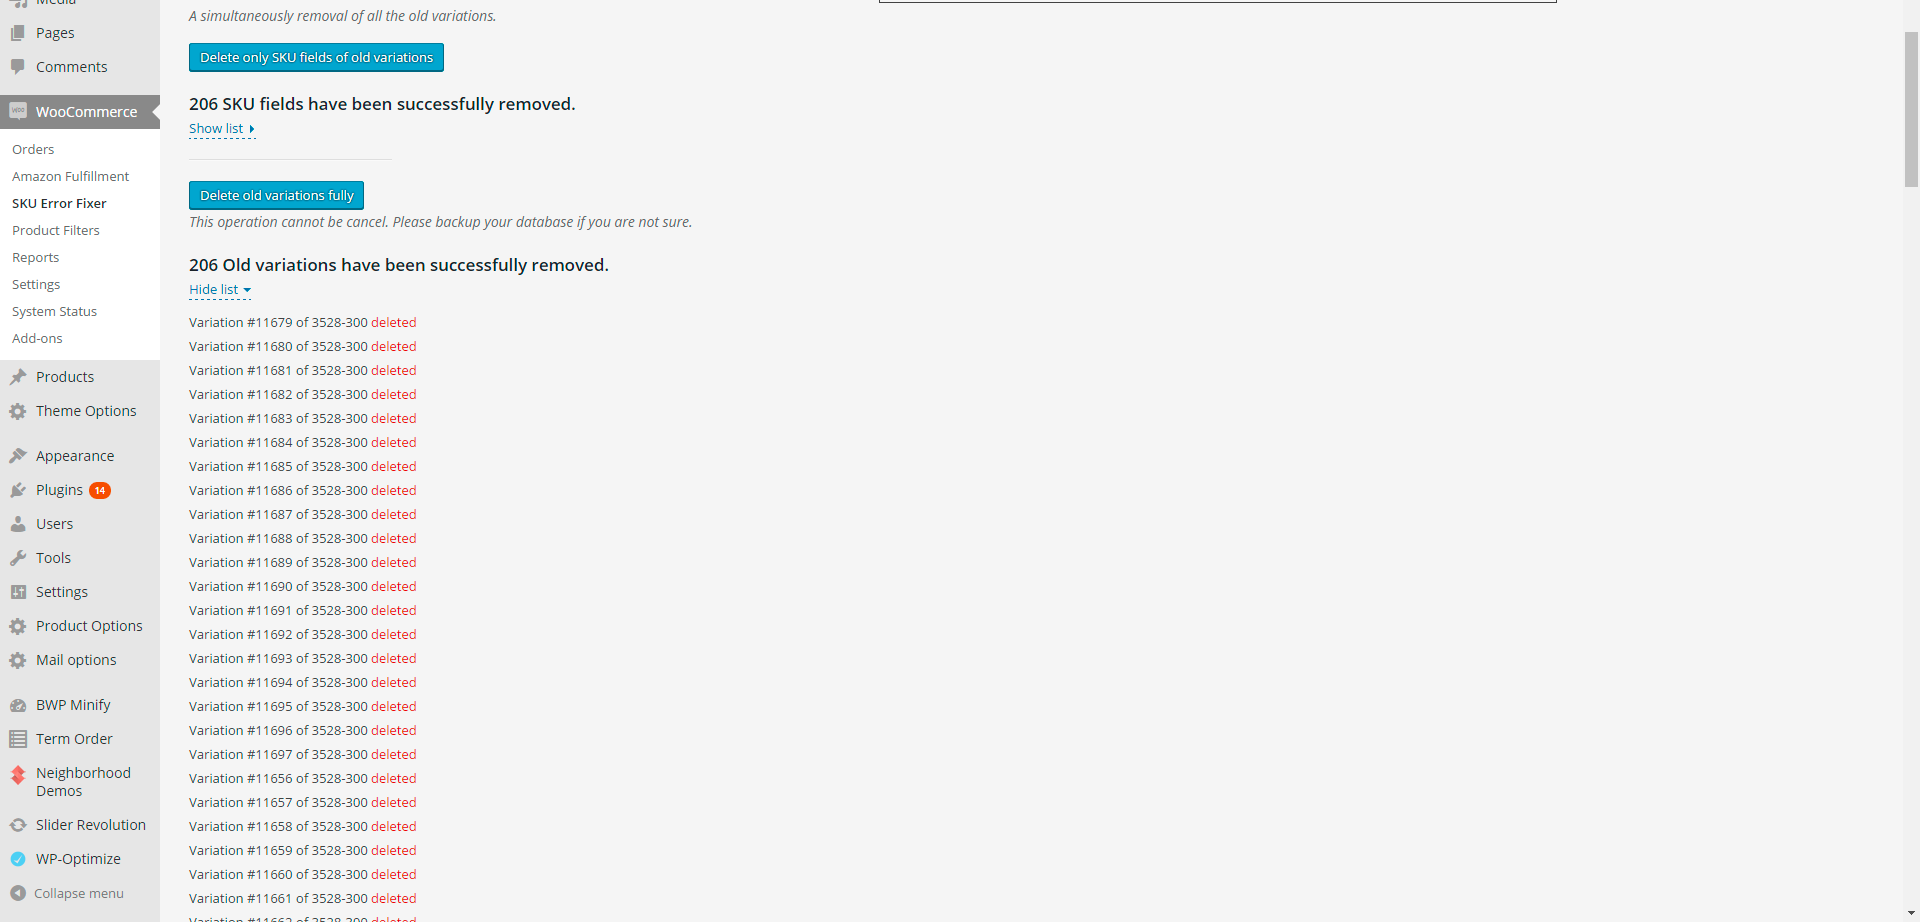 Media
Pages
Comments
WooCommerce
Orders
Amazon Fulfillment
SKU Error Fixer
Product Filters
Reports
Settings
System Status
Add-ons
Products
Theme Options
Appearance
Plugins 14
Users
Tools
Settings
Product Options
Mail options
BWP Minify
Term Order
Neighborhood
Demos
Slider Revolution
WP-Optimize
Collapse menu
A simultaneously removal of all the old variations.
Delete only SKU fields of old variations
206 SKU fields have been successfully removed.
Show list
Delete old variations fully
This operation cannot be cancel. Please backup your database if you are not sure.
206 Old variations have been successfully removed.
Hide list
Variation #11679 of 3528-300 deleted
Variation #11680 of 3528-300 deleted
Variation #11681 of 3528-300 deleted
Variation #11682 of 3528-300 deleted
Variation #11683 of 3528-300 deleted
Variation #11684 of 3528-300 deleted
Variation #11685 of 3528-300 deleted
Variation #11686 of 3528-300 deleted
Variation #11687 of 3528-300 deleted
Variation #11688 of 3528-300 deleted
Variation #11689 of 3528-300 deleted
Variation #11690 of 3528-300 deleted
Variation #11691 of 3528-300 deleted
Variation #11692 of 3528-300 deleted
Variation #11693 of 3528-300 deleted
Variation #11694 of 3528-300 deleted
Variation #11695 of 3528-300 deleted
Variation #11696 of 3528-300 deleted
Variation #11697 of 3528-300 deleted
Variation #11656 of 3528-300 deleted
Variation #11657 of 3528-300 deleted
Variation #11658 of 3528-300 deleted
Variation #11659 of 3528-300 deleted
Variation #11660 of 3528-300 deleted
Variation #11661 of 3528-300 deleted
Variation #11662 of 3528-300 deleted